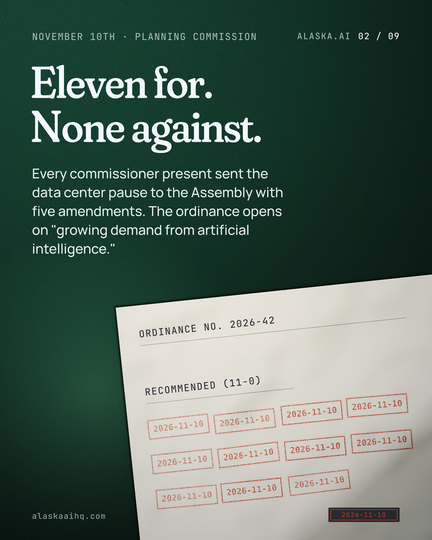 NOVEMBER 10TH · PLANNING COMMISSION
ALASKA.AI 02 / 09
Eleven for.
None against.
Every commissioner present sent the
data center pause to the Assembly with
five amendments. The ordinance opens
on "growing demand from artificial
intelligence."
ORDINANCE NO. 2026-42
RECOMMENDED (11-0)
2026-11-10 2026-11-10 2026-11-10 2026-11-10
2026-11-10 2026-11-10 2026-11-10 2026-11-10
2026-11-10 2026-11-10 2026-11-10
alaskaaihq.com
2026-11-10